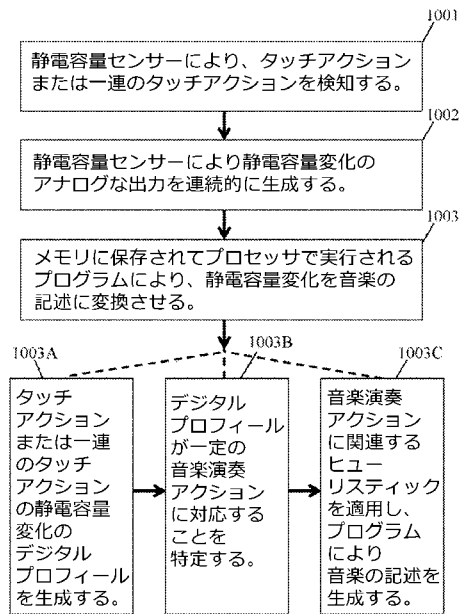 1001
静電容量センサーにより、タッチアクション
または一連のタッチアクションを検知する。
1002
静電容量センサーにより静電容量変化の
アナログな出力を連続的に生成する。
1003
メモリに保存されてプロセッサで実行される
プログラムにより、静電容量変化を音楽の
記述に変換させる。
1003A
タッチ
アクション
または一連
のタッチ
アクション
の静電容量
変化の
デジタル
プロフィール
を生成する。
1003B
デジタル
プロフィール
が一定の
音楽演奏
アクション
に対応する
ことを
特定する。
1003C
音楽演奏
アクション
に関連する
ヒュー
リスティック
を適用し、
プログラム
により
音楽の記述を
生成する。